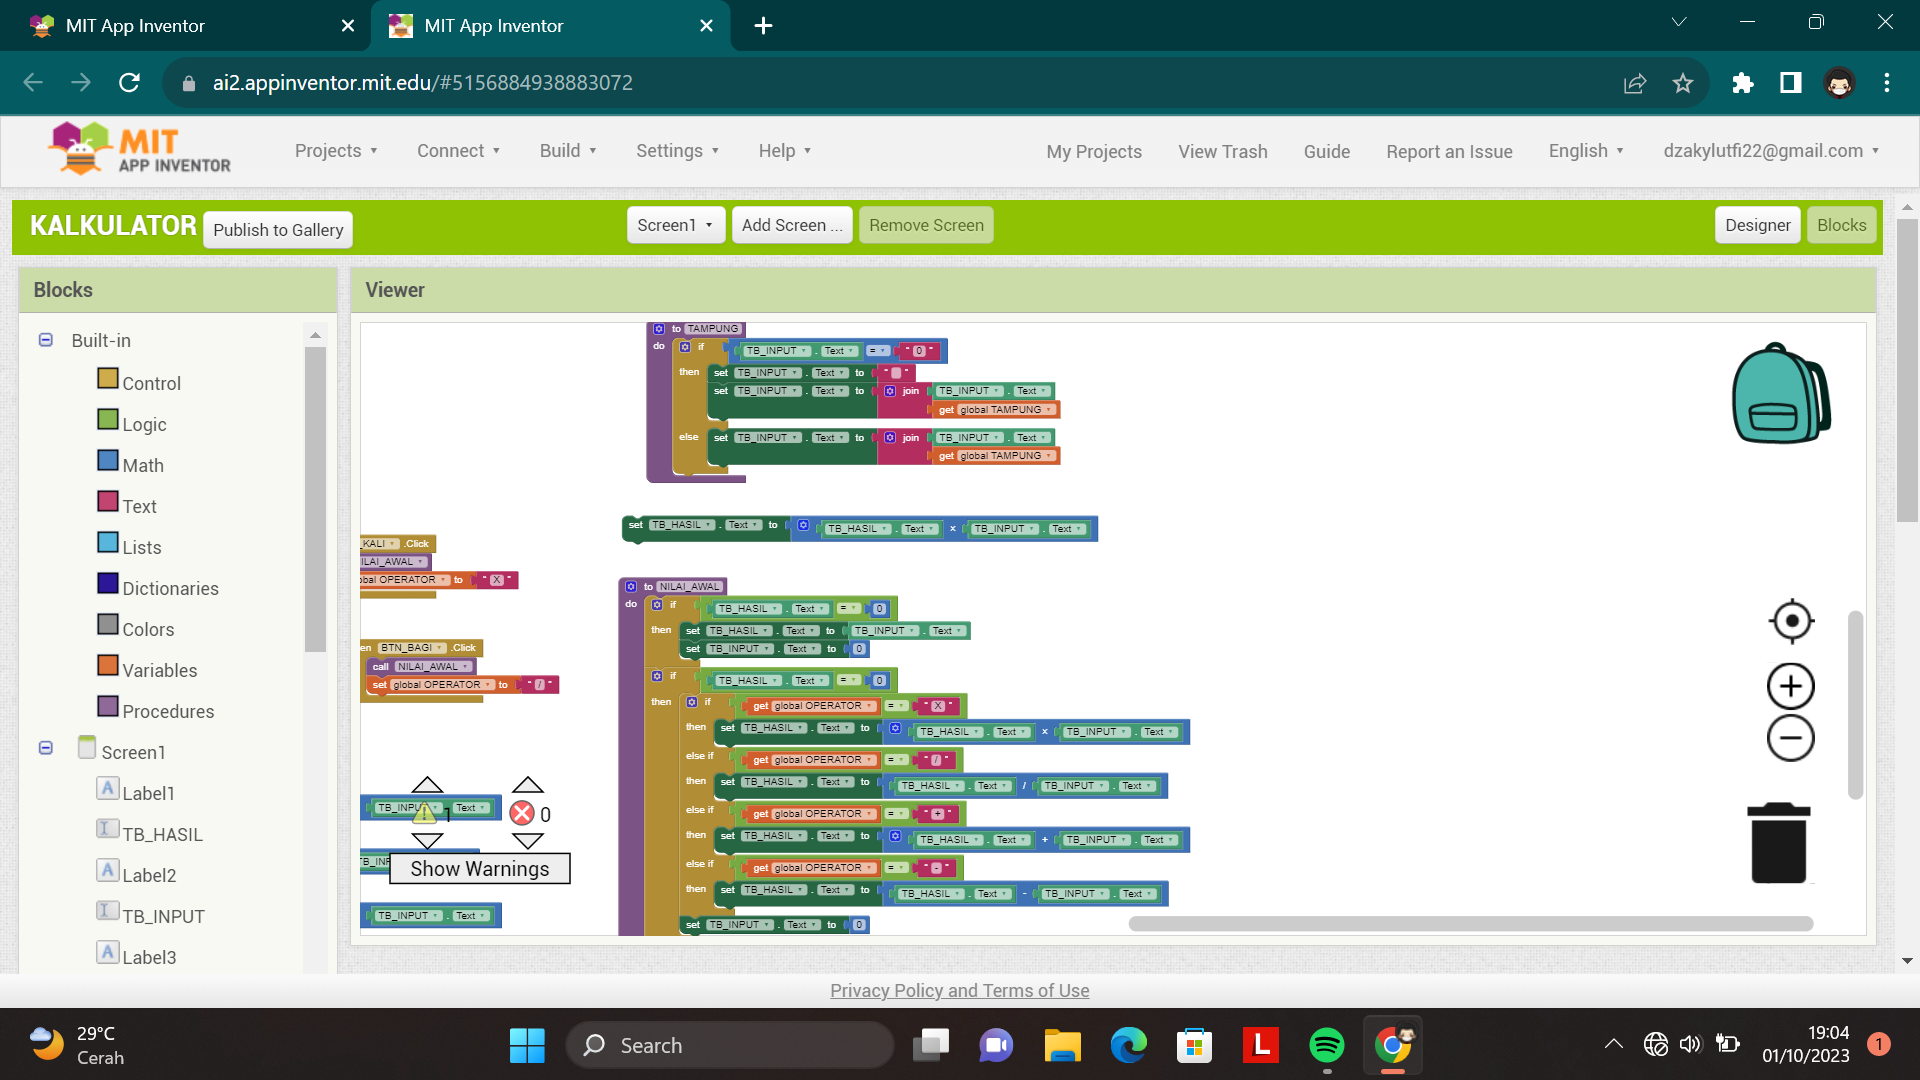 MIT App Inventor
MIT App Inventor
ai2.appinventor.mit.edu/#5156884938883072
MIT
APP INVENTOR
Projects
Connect
Build
Settings
Help
My Projects
View Trash
Guide
Report an Issue
English
dzakylutfi22@gmail.com
KALKULATOR
Publish to Gallery
Screen1
Add Screen ...
Remove Screen
Designer
Blocks
Blocks
Built-in
Control
Logic
Math
Text
Lists
Dictionaries
Colors
Variables
Procedures
Screen1
Label1
TB_HASIL
Label2
TB_INPUT
Label3
Viewer
to TAMPUNG
do if TB_INPUT . Text = " 0 "
then set TB_INPUT . Text to " "
set TB_INPUT . Text to join TB_INPUT . Text
get global TAMPUNG
else set TB_INPUT . Text to join TB_INPUT . Text
get global TAMPUNG
set TB_HASIL . Text to TB_HASIL . Text × TB_INPUT . Text
_KALI .Click
ILAI_AWAL
obal OPERATOR to " X "
en BTN_BAGI .Click
call NILAI_AWAL
set global OPERATOR to " / "
TB_INPUT . Text
TB_INP
TB_INPUT . Text
1
0
Show Warnings
to NILAI_AWAL
do if TB_HASIL . Text = 0
then set TB_HASIL . Text to TB_INPUT . Text
set TB_INPUT . Text to 0
if TB_HASIL . Text = 0
then if get global OPERATOR = " X "
then set TB_HASIL . Text to TB_HASIL . Text × TB_INPUT . Text
else if get global OPERATOR = " / "
then set TB_HASIL . Text to TB_HASIL . Text / TB_INPUT . Text
else if get global OPERATOR = " + "
then set TB_HASIL . Text to TB_HASIL . Text + TB_INPUT . Text
else if get global OPERATOR = " - "
then set TB_HASIL . Text to TB_HASIL . Text - TB_INPUT . Text
set TB_INPUT . Text to 0
Privacy Policy and Terms of Use
29°C
Cerah
Search
L
19:04
01/10/2023
1